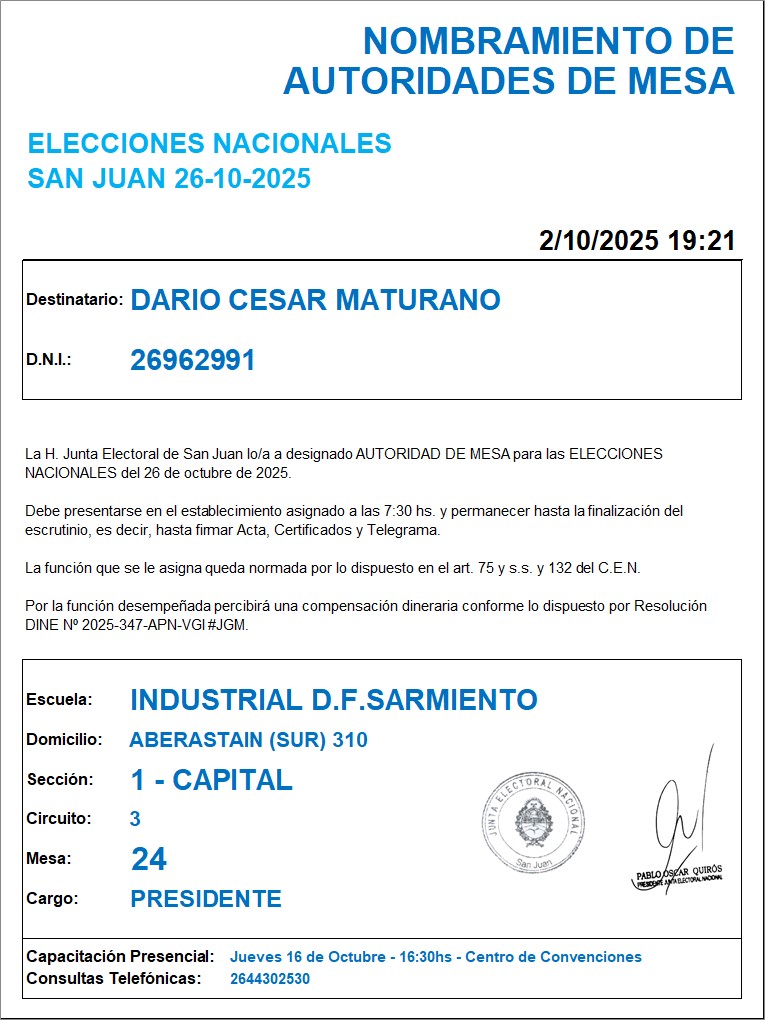 NOMBRAMIENTO DE
AUTORIDADES DE MESA
ELECCIONES NACIONALES
SAN JUAN 26-10-2025
2/10/2025 19:21
Destinatario: DARIO CESAR MATURANO
D.N.I.: 26962991
La H. Junta Electoral de San Juan lo/a a designado AUTORIDAD DE MESA para las ELECCIONES
NACIONALES del 26 de octubre de 2025.
Debe presentarse en el establecimiento asignado a las 7:30 hs. y permanecer hasta la finalización del
escrutinio, es decir, hasta firmar Acta, Certificados y Telegrama.
La función que se le asigna queda normada por lo dispuesto en el art. 75 y s.s. y 132 del C.E.N.
Por la función desempeñada percibirá una compensación dineraria conforme lo dispuesto por Resolución
DINE Nº 2025-347-APN-VGI#JGM.
Escuela: INDUSTRIAL D.F.SARMIENTO
Domicilio: ABERASTAIN (SUR) 310
Sección: 1 - CAPITAL
Circuito: 3
Mesa: 24
Cargo: PRESIDENTE
JUNTA ELECTORAL NACIONAL
San Juan
PABLO OSCAR QUIRÓS
PRESIDENTE JUNTA ELECTORAL NACIONAL
Capacitación Presencial: Jueves 16 de Octubre - 16:30hs - Centro de Convenciones
Consultas Telefónicas: 2644302530